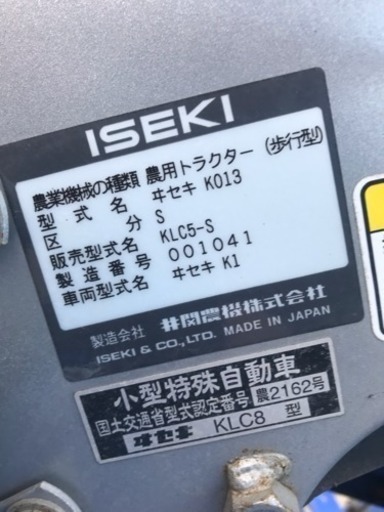 ISEKI
農業機械の種類 農用トラクター(歩行型)
型式名 ヰセキ K013
区分 S
販売型式名 KLC5-S
製造番号 001041
車両型式名 ヰセキ K1
製造会社 井関農機株式会社
ISEKI & CO., LTD. MADE IN JAPAN
小型特殊自動車
国土交通省型式認定番号 農2162号
ヰセキ KLC8 型